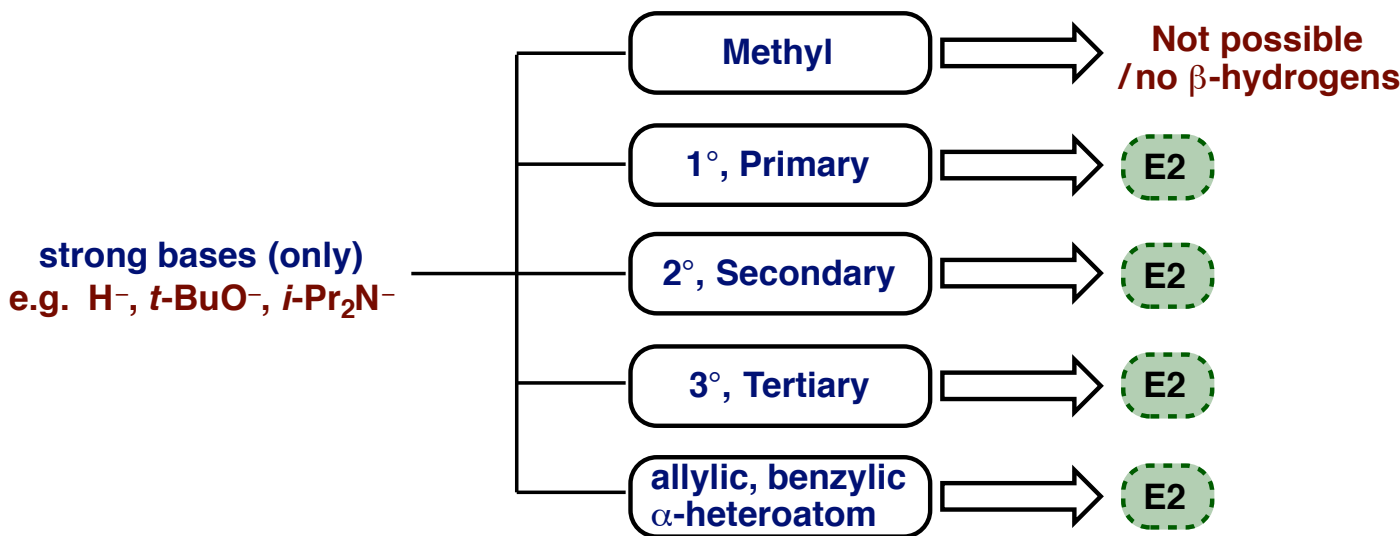 Methyl
Not possible
/no β-hydrogens
1°, Primary
E2
strong bases (only)
e.g. H⁻, t-BuO⁻, i-Pr₂N⁻
2°, Secondary
E2
3°, Tertiary
E2
allylic, benzylic
α-heteroatom
E2